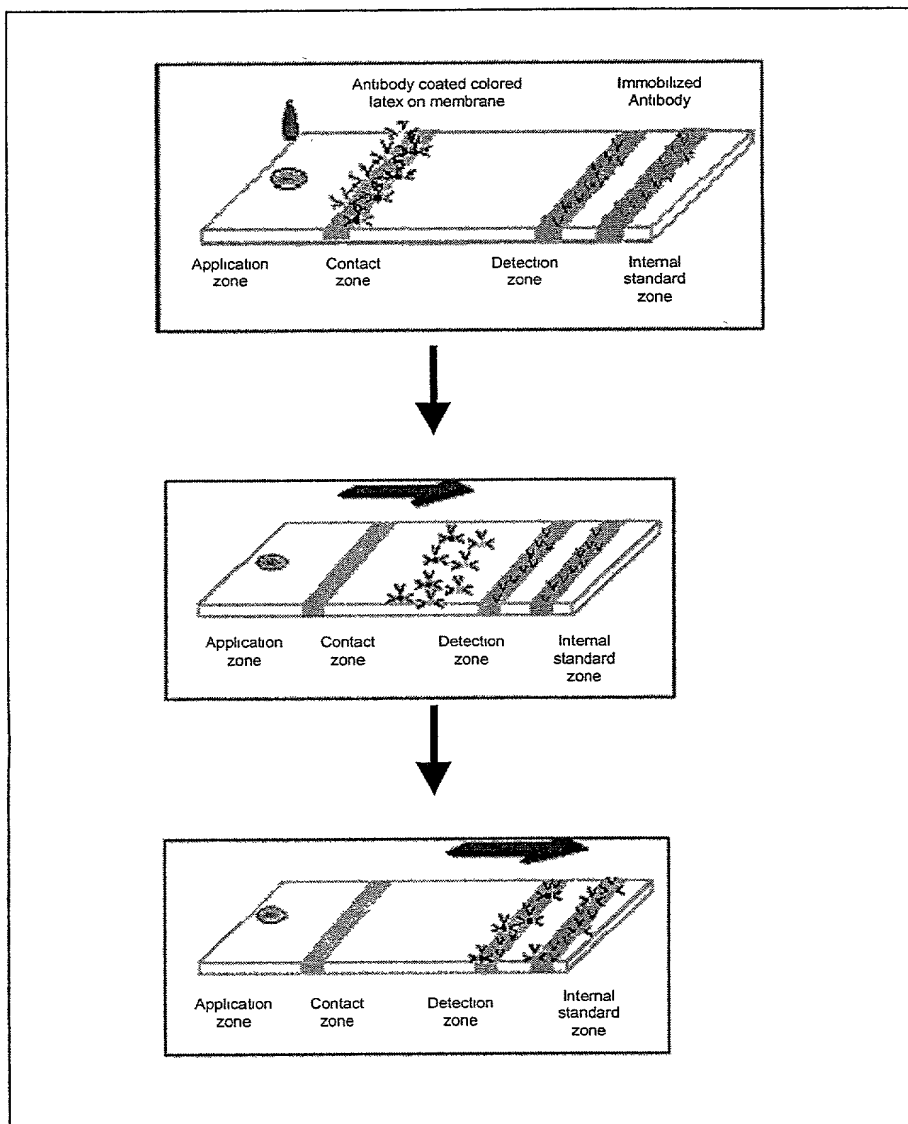 Antibody coated colored
latex on membrane
Immobilized
Antibody
Application
zone
Contact
zone
Detection
zone
Internal
standard
zone
Application
zone
Contact
zone
Detection
zone
Internal
standard
zone
Application
zone
Contact
zone
Detection
zone
Internal
standard
zone